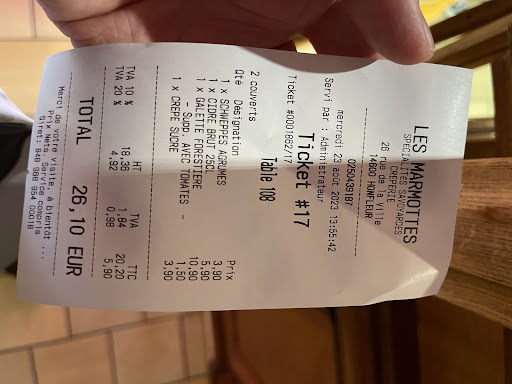 LES MARMOTTES
SPECIALITES SAVOYARDES
CREPERIE
26 rue de la Ville
14600 HONFLEUR
0250439187
mercredi 23 août 2023 13:55:42
Servi par : Administrateur
Ticket #17
Ticket #0001862/17
Table 108
2 couverts
Qté Désignation Prix
1 x SCHWEPPES AGRUMES 3,90
1 x CIDRE BRUT 25CL 5,90
1 x GALETTE FORESTIERE 10,90
- Supp. AVEC TOMATES - 1,50
1 x CREPE SUCRE 3,90
HT TVA TTC
TVA 10 % 18,36 1,84 20,20
TVA 20 % 4,92 0,98 5,90
TOTAL 26,10 EUR
Merci de votre visite, à bientôt ...
Prix Nets - Service compris
Siret: 848 968 954 00018